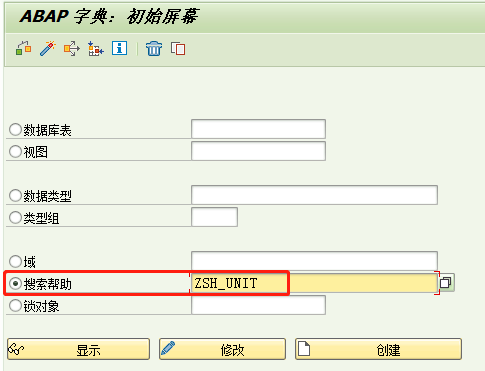 ABAP 字典: 初始屏幕
数据库表
视图
数据类型
类型组
域
搜索帮助 ZSH_UNIT
锁对象
显示 修改 创建